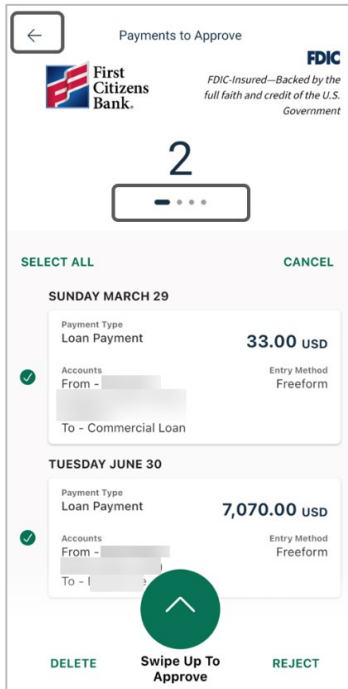 Payments to Approve
First
Citizens
Bank.
FDIC
FDIC-Insured—Backed by the
full faith and credit of the U.S.
Government
2
SELECT ALL
CANCEL
SUNDAY MARCH 29
Payment Type
Loan Payment
33.00 USD
Accounts
From -
Entry Method
Freeform
To - Commercial Loan
TUESDAY JUNE 30
Payment Type
Loan Payment
7,070.00 USD
Accounts
From -
Entry Method
Freeform
To -
DELETE
Swipe Up To
Approve
REJECT